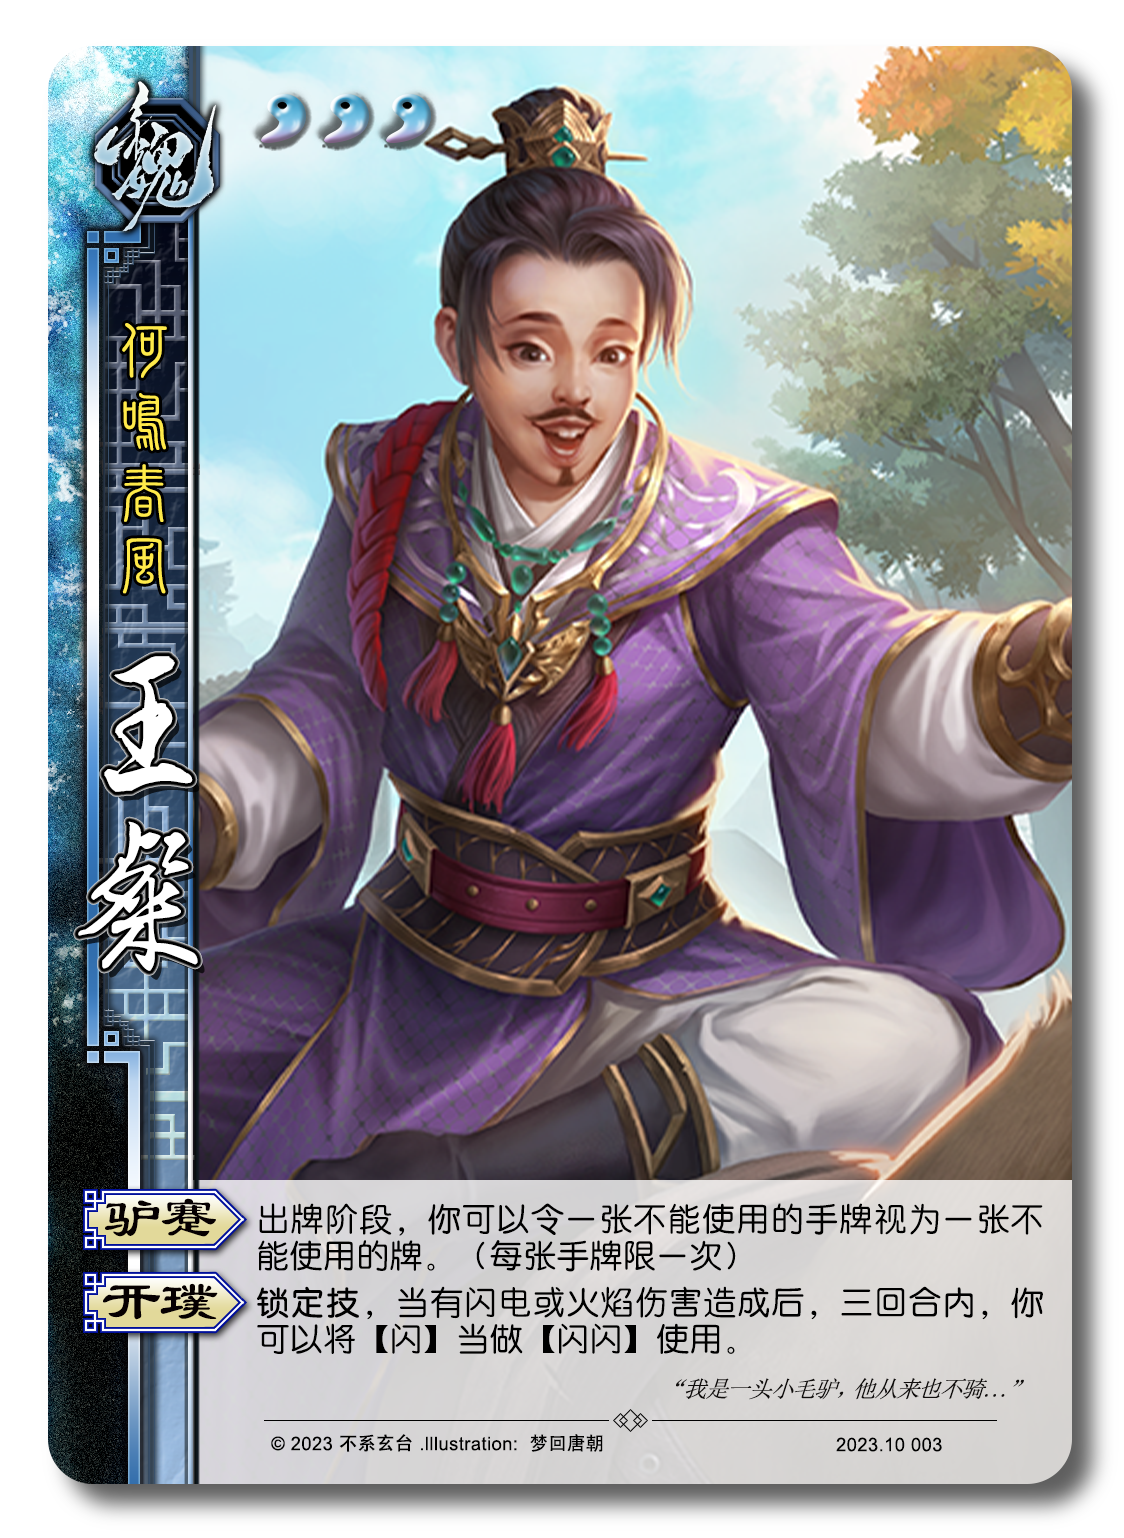 魏
何鳴春風
王粲
驴蹇
出牌阶段，你可以令一张不能使用的手牌视为一张不
能使用的牌。（每张手牌限一次）
开璞
锁定技，当有闪电或火焰伤害造成后，三回合内，你
可以将【闪】当做【闪闪】使用。
“我是一头小毛驴，他从来也不骑...”
© 2023 不系玄台 .Illustration: 梦回唐朝
2023.10 003